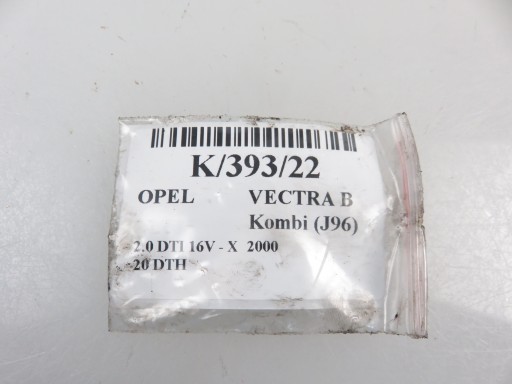 K/393/22
OPEL VECTRA B
Kombi (J96)
2.0 DTI 16V - X 2000
20 DTH